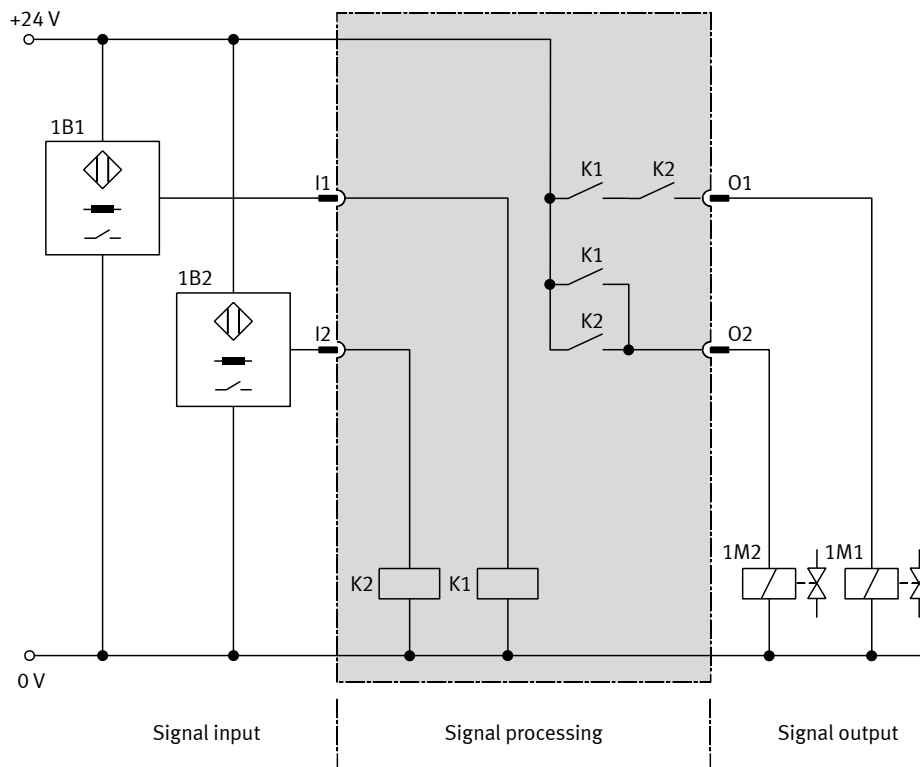 +24 V
1B1
K1
K2
I1
O1
K1
1B2
K2
I2
O2
1M2
1M1
K2
K1
0 V
Signal input
Signal processing
Signal output